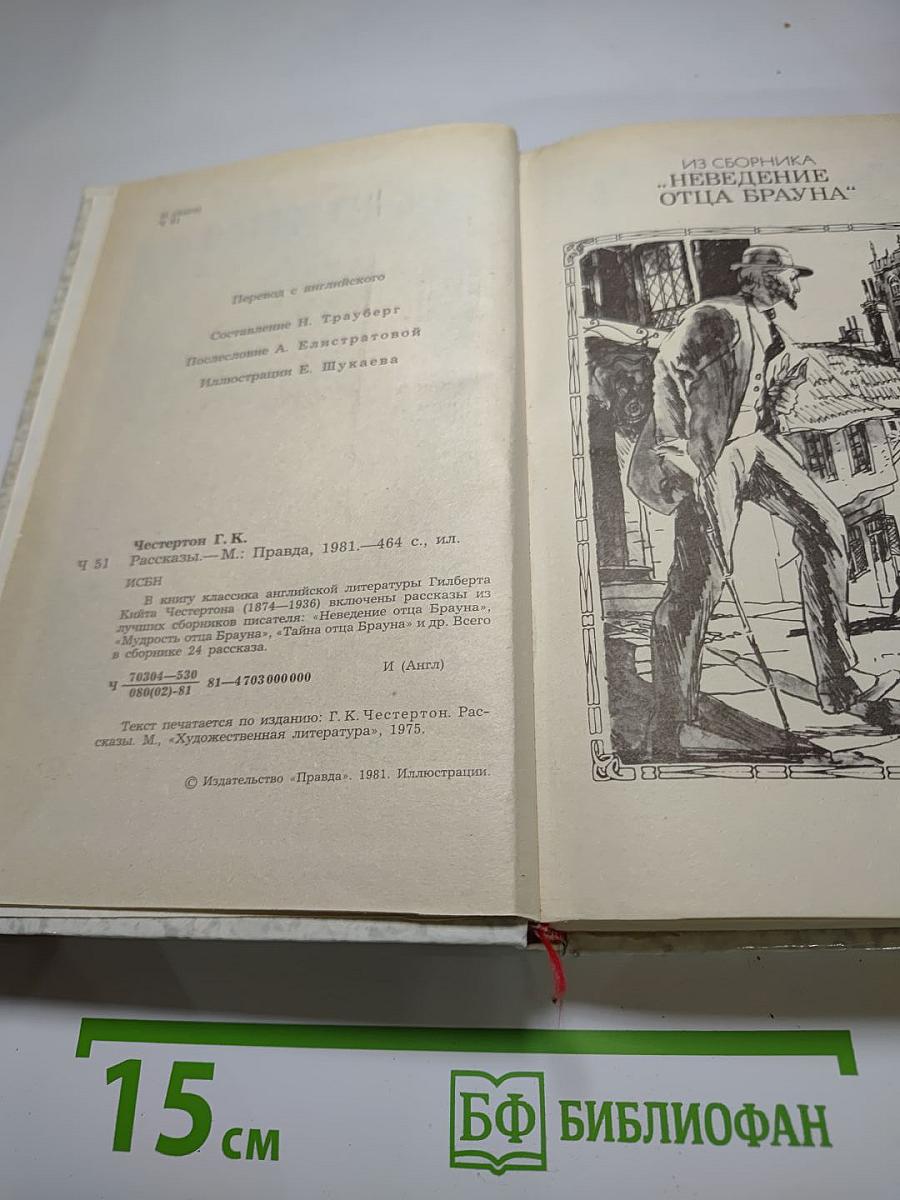 Ч 51
Перевод с английского
Составление Н. Трауберг
Послесловие А. Елистратовой
Иллюстрации Е. Шукаева
Честертон Г. К.
Ч 51 Рассказы.— М.: Правда, 1981.—464 с., ил.
ИСБН
В книгу классика английской литературы Гилберта
Кийта Честертона (1874—1936) включены рассказы из
лучших сборников писателя: «Неведение отца Брауна»,
«Мудрость отца Брауна», «Тайна отца Брауна» и др. Всего
в сборнике 24 рассказа.
Ч 70304—530
080(02)-81 81—4703000000 И (Англ)
Текст печатается по изданию: Г. К. Честертон. Рас-
сказы. М., «Художественная литература», 1975.
© Издательство «Правда». 1981. Иллюстрации.
ИЗ СБОРНИКА
„НЕВЕДЕНИЕ
ОТЦА БРАУНА“
15 см
БФ БИБЛИОФАН